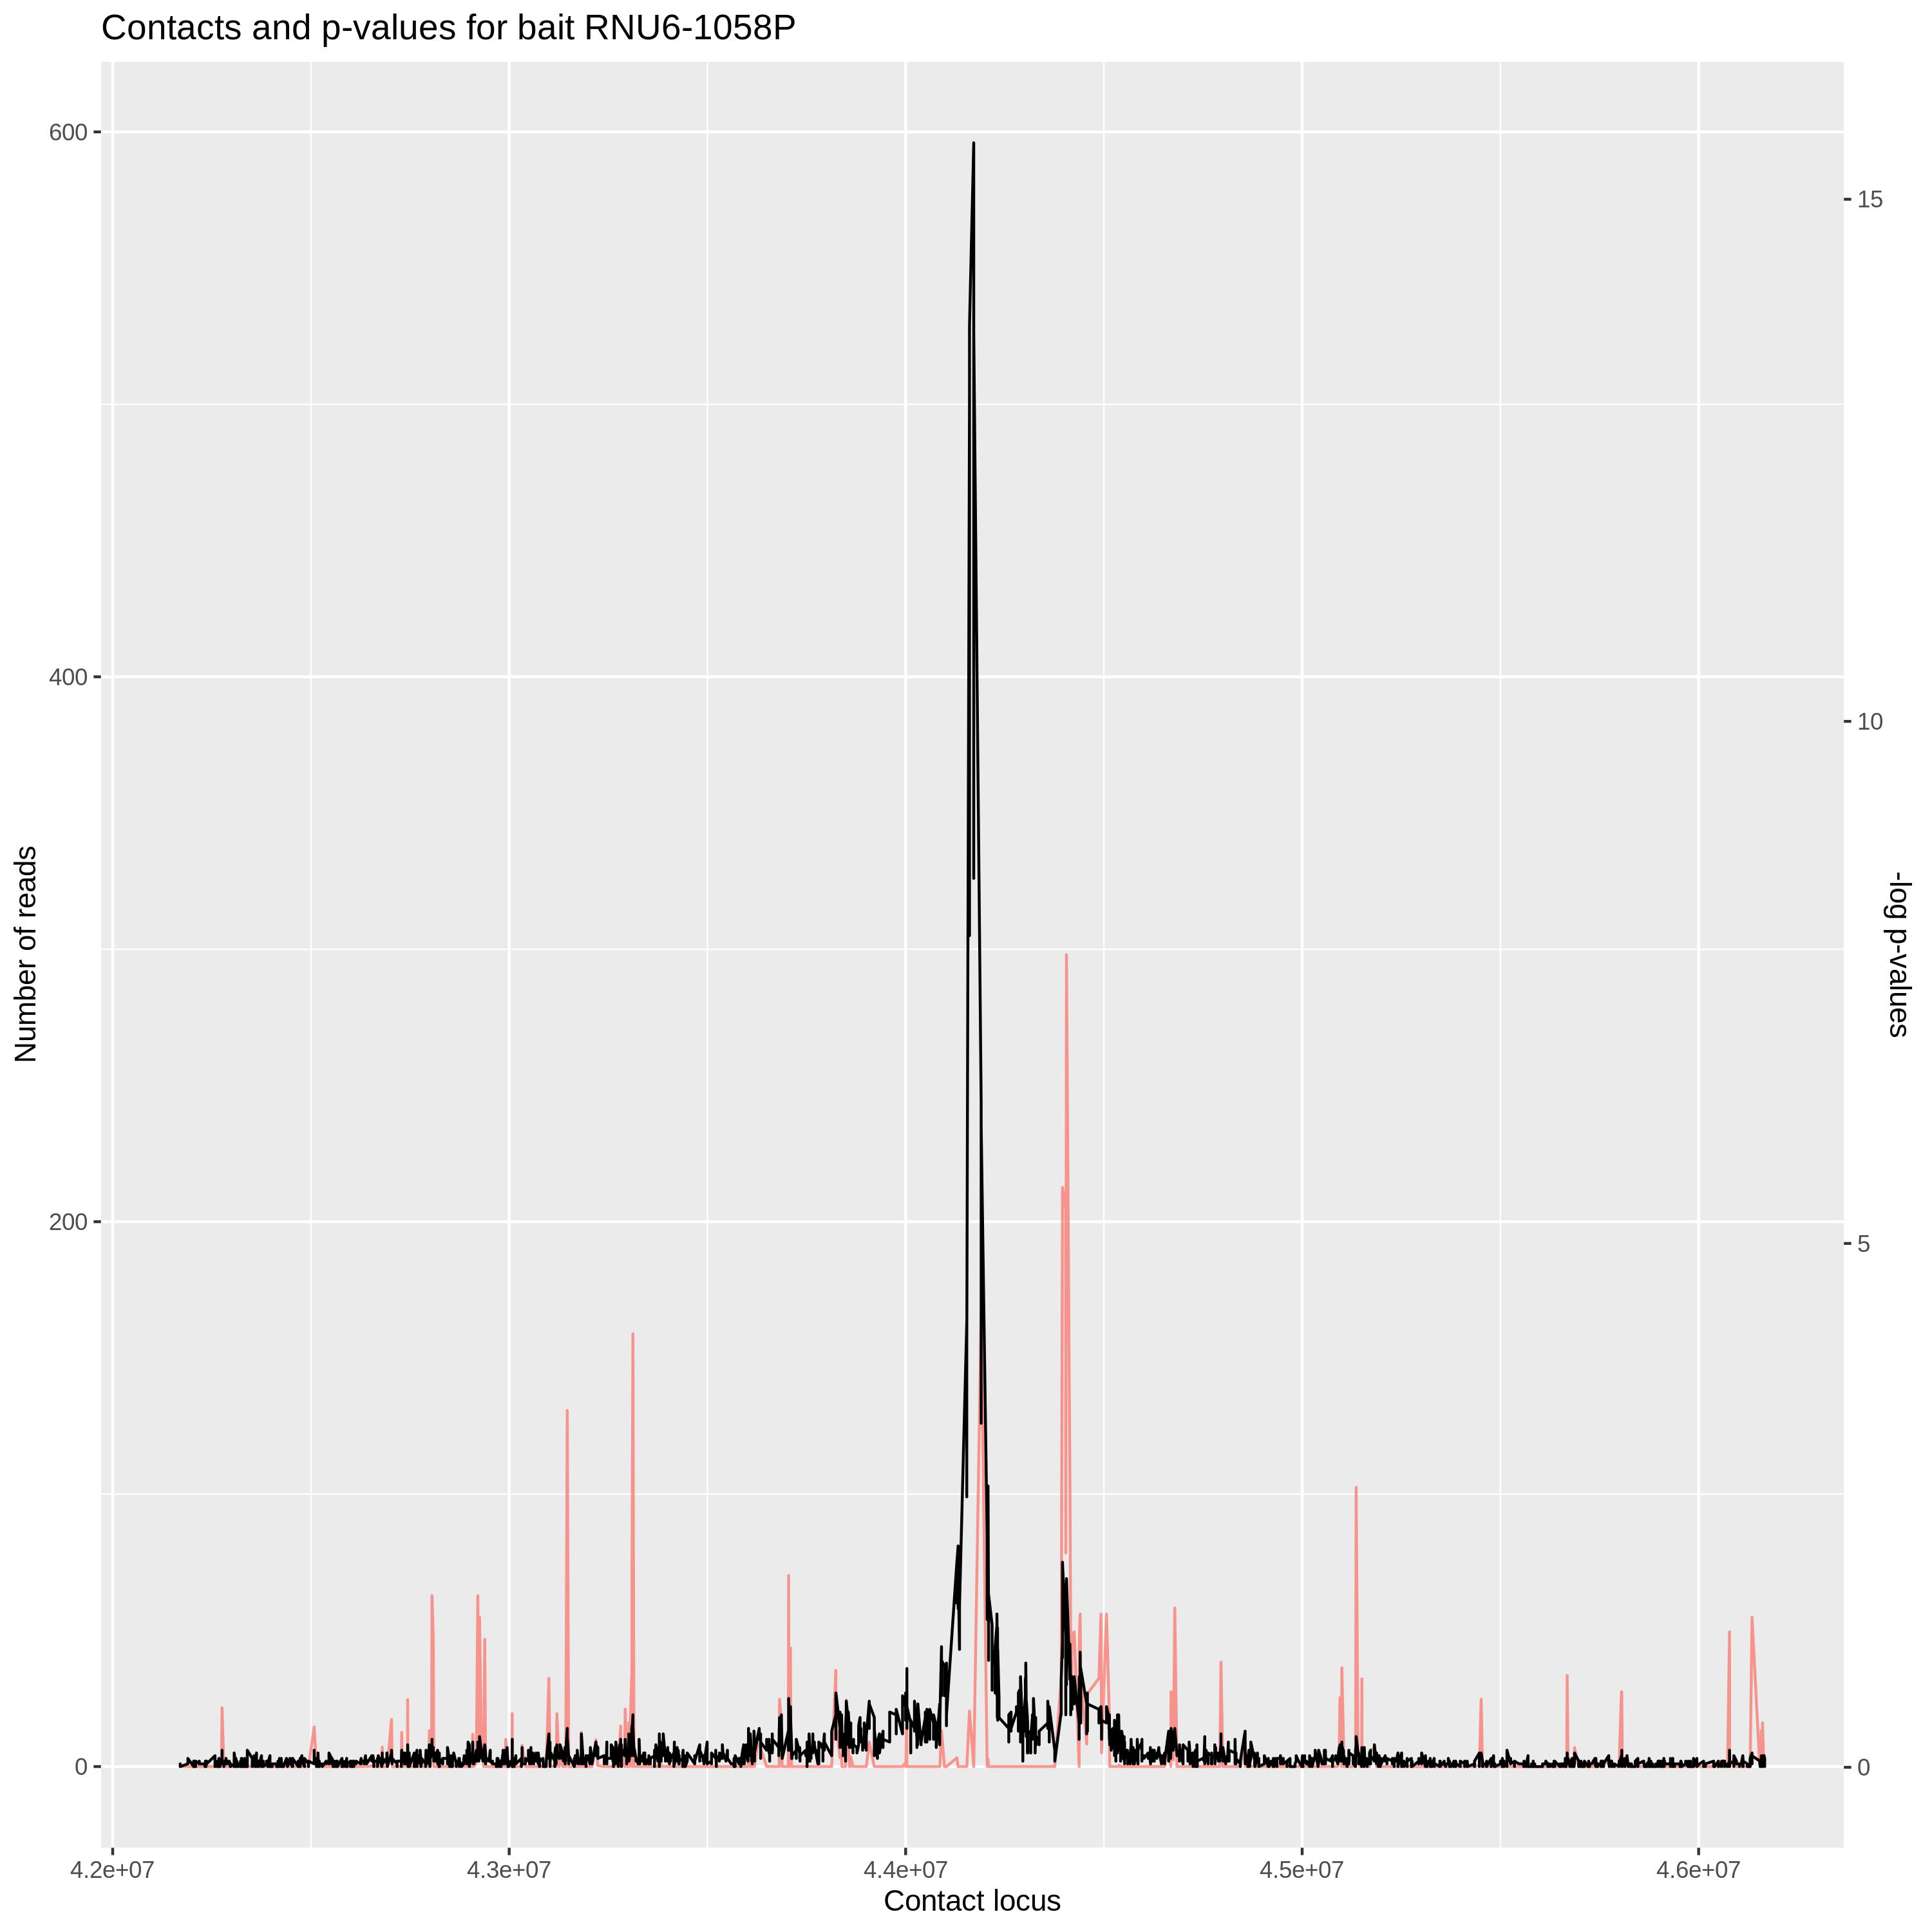 Contacts and p-values for bait RNU6-1058P
600
400
200
0
Number of reads
15
10
5
0
-log p-values
4.2e+07
4.3e+07
4.4e+07
4.5e+07
4.6e+07
Contact locus